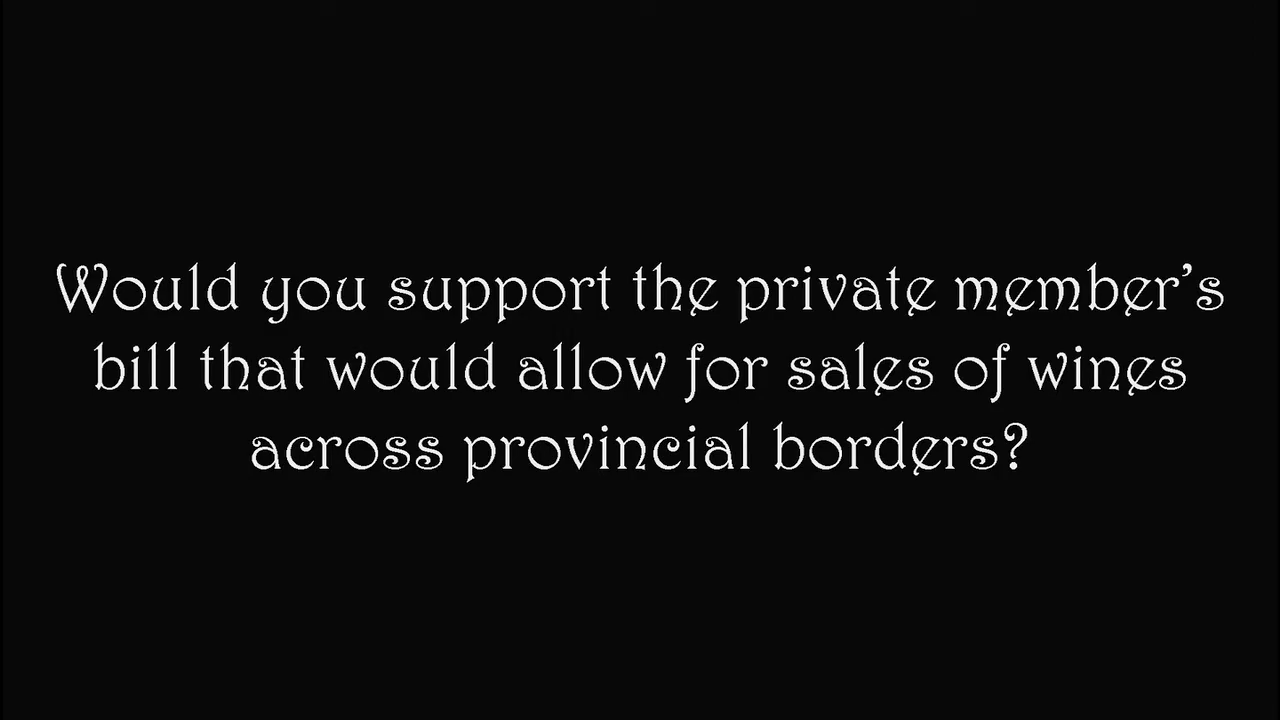 Would you support the private member’s
bill that would allow for sales of wines
across provincial borders?